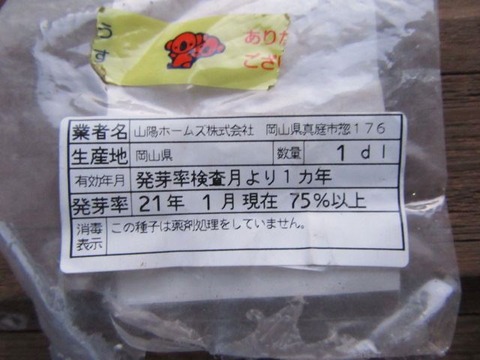 うす
ありが
ござい
業者名 山陽ホームズ株式会社 岡山県真庭市惣176
生産地 岡山県 数量 1dl
有効年月 発芽率検査月より1カ年
発芽率 21年 1月現在 75%以上
消毒表示 この種子は薬剤処理をしていません。